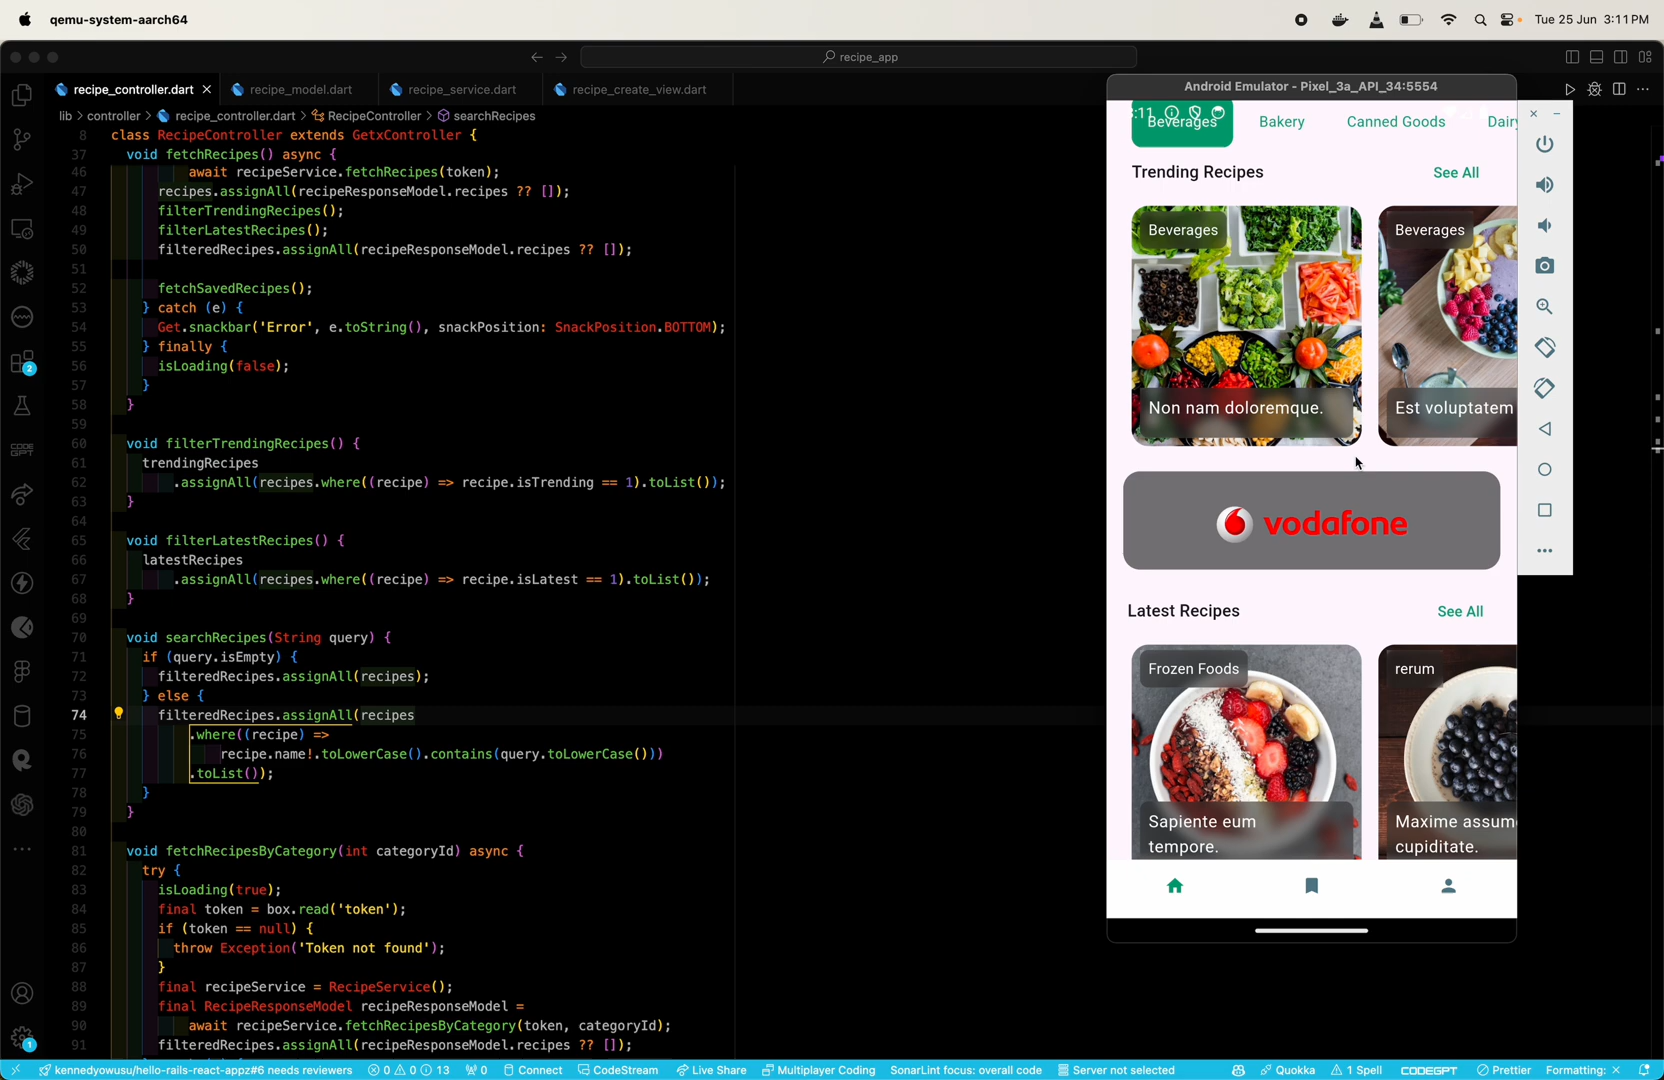 qemu-system-aarch64
Tue 25 Jun 3:11 PM
recipe_app
recipe_controller.dart
recipe_model.dart
recipe_service.dart
recipe_create_view.dart
lib > controller > recipe_controller.dart > RecipeController > searchRecipes
8 class RecipeController extends GetxController {
37 void fetchRecipes() async {
46 await recipeService.fetchRecipes(token);
47 recipes.assignAll(recipeResponseModel.recipes ?? []);
48 filterTrendingRecipes();
49 filterLatestRecipes();
50 filteredRecipes.assignAll(recipeResponseModel.recipes ?? []);
51
52 fetchSavedRecipes();
53 } catch (e) {
54 Get.snackbar('Error', e.toString(), snackPosition: SnackPosition.BOTTOM);
55 } finally {
56 isLoading(false);
57 }
58 }
59
60 void filterTrendingRecipes() {
61 trendingRecipes
62 .assignAll(recipes.where((recipe) => recipe.isTrending == 1).toList());
63 }
64
65 void filterLatestRecipes() {
66 latestRecipes
67 .assignAll(recipes.where((recipe) => recipe.isLatest == 1).toList());
68 }
69
70 void searchRecipes(String query) {
71 if (query.isEmpty) {
72 filteredRecipes.assignAll(recipes);
73 } else {
74 filteredRecipes.assignAll(recipes
75 .where((recipe) =>
76 recipe.name!.toLowerCase().contains(query.toLowerCase()))
77 .toList());
78 }
79 }
80
81 void fetchRecipesByCategory(int categoryId) async {
82 try {
83 isLoading(true);
84 final token = box.read('token');
85 if (token == null) {
86 throw Exception('Token not found');
87 }
88 final recipeService = RecipeService();
89 final RecipeResponseModel recipeResponseModel =
90 await recipeService.fetchRecipesByCategory(token, categoryId);
91 filteredRecipes.assignAll(recipeResponseModel.recipes ?? []);
Android Emulator - Pixel_3a_API_34:5554
:11
Beverages Bakery Canned Goods Dairy
Trending Recipes See All
Beverages
Beverages
Non nam doloremque.
Est voluptatem
vodafone
Latest Recipes See All
Frozen Foods
rerum
Sapiente eum
tempore.
Maxime assum
cupiditate.
2
CODE
GPT
1
kennedyowusu/hello-rails-react-appz#6 needs reviewers 0 0 13 0 Connect CodeStream Live Share Multiplayer Coding SonarLint focus: overall code Server not selected Quokka 1 Spell CODEGPT Prettier Formatting: ×